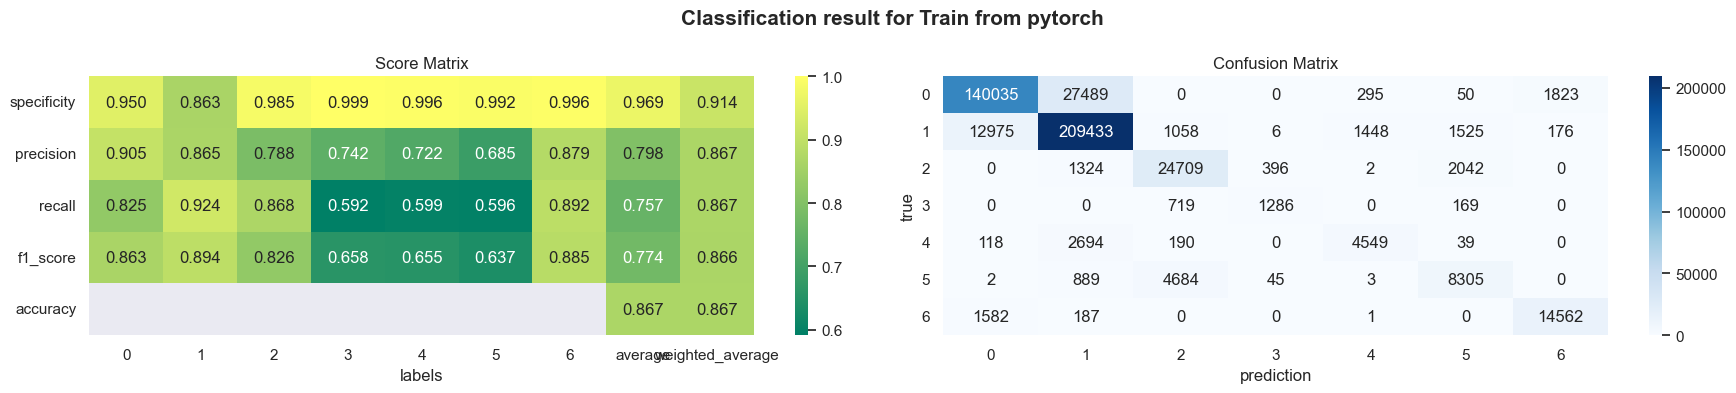 Classification result for Train from pytorch
Score Matrix
specificity 0.950 0.863 0.985 0.999 0.996 0.992 0.996 0.969 0.914
precision 0.905 0.865 0.788 0.742 0.722 0.685 0.879 0.798 0.867
recall 0.825 0.924 0.868 0.592 0.599 0.596 0.892 0.757 0.867
f1_score 0.863 0.894 0.826 0.658 0.655 0.637 0.885 0.774 0.866
accuracy 0.867 0.867
0 1 2 3 4 5 6 average weighted_average
labels
1.0
0.9
0.8
0.7
0.6
Confusion Matrix
true
0 140035 27489 0 0 295 50 1823
1 12975 209433 1058 6 1448 1525 176
2 0 1324 24709 396 2 2042 0
3 0 0 719 1286 0 169 0
4 118 2694 190 0 4549 39 0
5 2 889 4684 45 3 8305 0
6 1582 187 0 0 1 0 14562
0 1 2 3 4 5 6
prediction
200000
150000
100000
50000
0